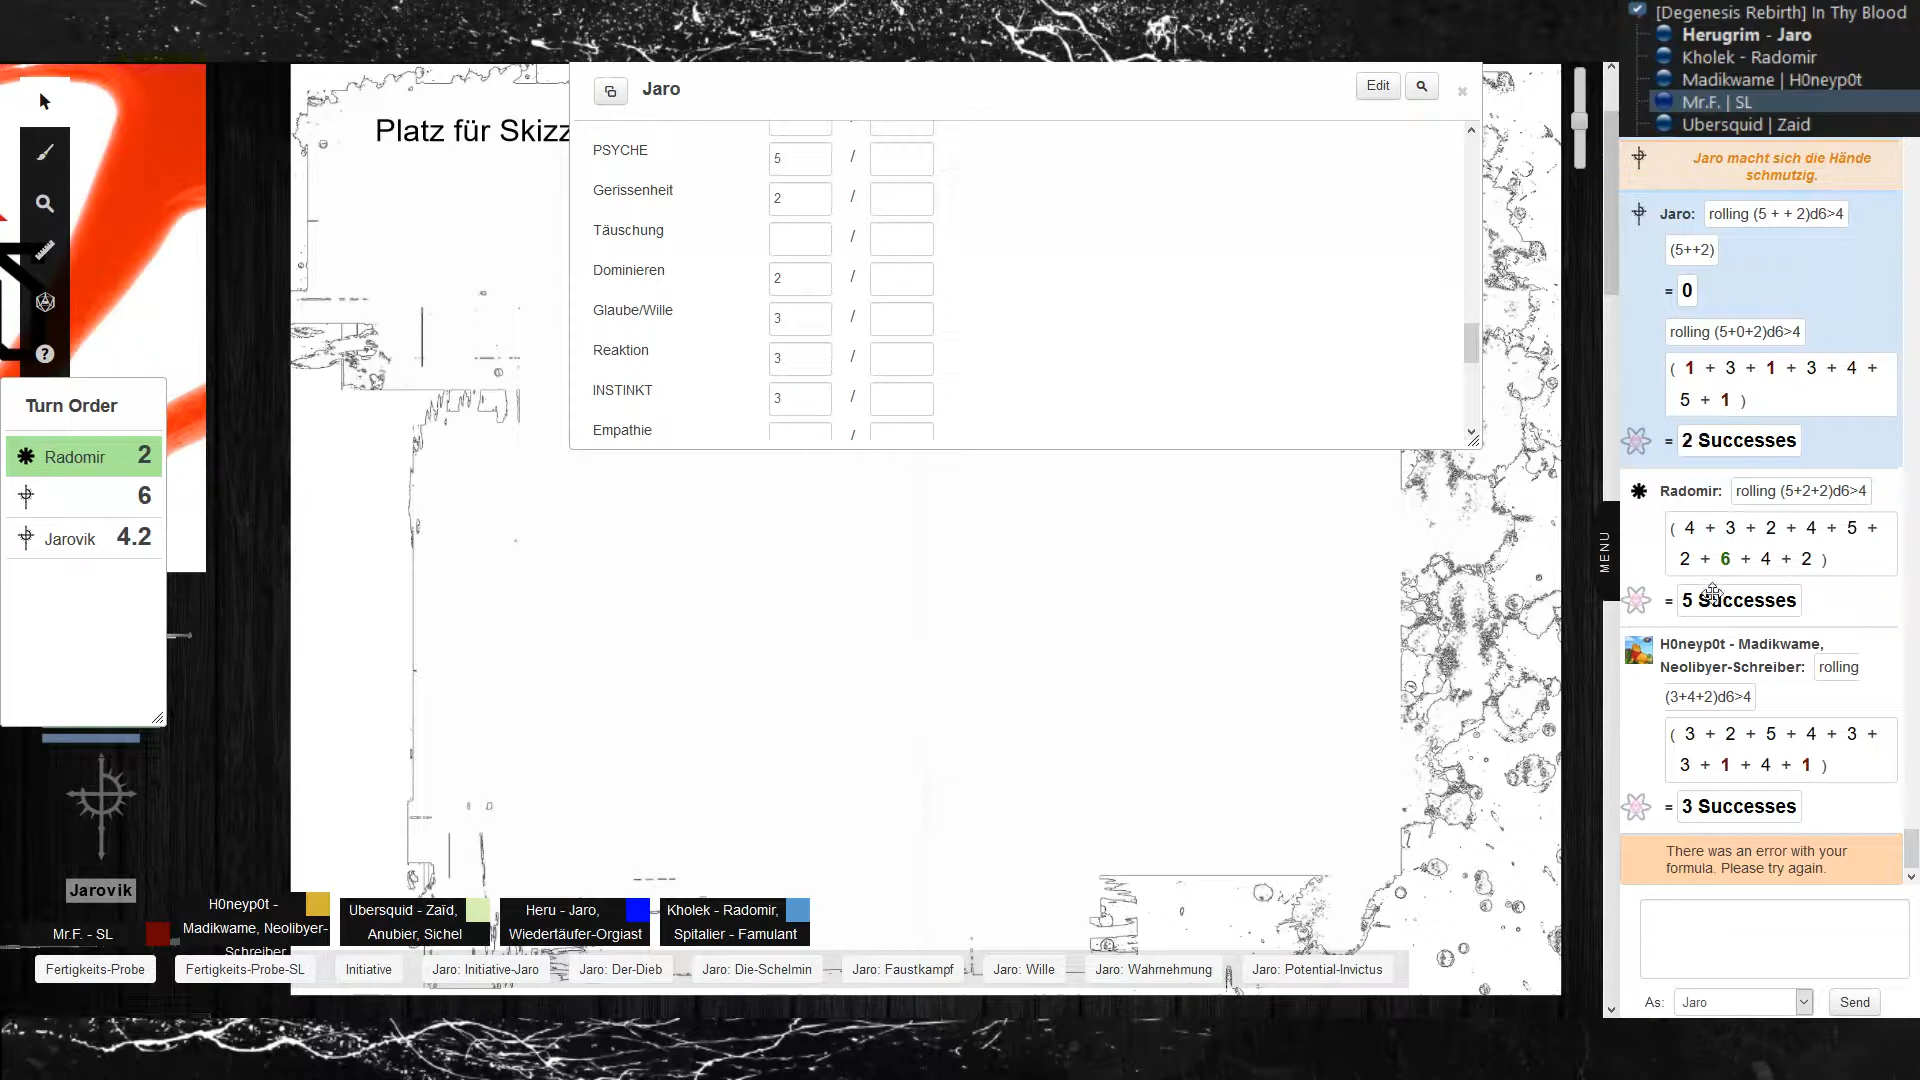 [Degenesis Rebirth] In Thy Blood
Herugrim - Jaro
Kholek - Radomir
Madikwame | H0neyp0t
Mr.F. | SL
Ubersquid | Zaid
Platz für Skizz
Jaro
Edit
PSYCHE 5 /
Gerissenheit 2 /
Täuschung /
Dominieren 2 /
Glaube/Wille 3 /
Reaktion 3 /
INSTINKT 3 /
Empathie /
Turn Order
Radomir 2
6
Jarovik 4.2
Jarovik
Mr.F. - SL
H0neyp0t -
Madikwame, Neolibyer-
Schreiber
Ubersquid - Zaïd,
Anubier, Sichel
Heru - Jaro,
Wiedertäufer-Orgiast
Kholek - Radomir,
Spitalier - Famulant
Fertigkeits-Probe
Fertigkeits-Probe-SL
Initiative
Jaro: Initiative-Jaro
Jaro: Der-Dieb
Jaro: Die-Schelmin
Jaro: Faustkampf
Jaro: Wille
Jaro: Wahrnehmung
Jaro: Potential-Invictus
MENU
Jaro macht sich die Hände
schmutzig.
Jaro: rolling (5 + + 2)d6>4
(5++2)
= 0
rolling (5+0+2)d6>4
( 1 + 3 + 1 + 3 + 4 +
5 + 1 )
= 2 Successes
Radomir: rolling (5+2+2)d6>4
( 4 + 3 + 2 + 4 + 5 +
2 + 6 + 4 + 2 )
= 5 Successes
H0neyp0t - Madikwame,
Neolibyer-Schreiber: rolling
(3+4+2)d6>4
( 3 + 2 + 5 + 4 + 3 +
3 + 1 + 4 + 1 )
= 3 Successes
There was an error with your
formula. Please try again.
As: Jaro
Send